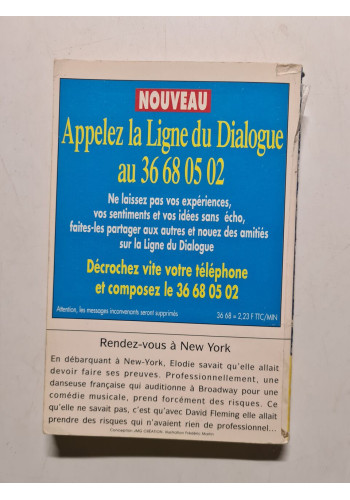 NOUVEAU
Appelez la Ligne du Dialogue
au 36 68 05 02
Ne laissez pas vos expériences,
vos sentiments et vos idées sans écho,
faites-les partager aux autres et nouez des amitiés
sur la Ligne du Dialogue
Décrochez vite votre téléphone
et composez le 36 68 05 02
Attention, les messages inconvenants seront supprimés
36 68 = 2,23 F TTC/MIN
Rendez-vous à New York
En débarquant à New-York, Elodie savait qu'elle allait
devoir faire ses preuves. Professionnellement, une
danseuse française qui auditionne à Broadway pour une
comédie musicale, prend forcément des risques. Ce
qu'elle ne savait pas, c'est qu'avec David Fleming elle allait
prendre des risques qui n'avaient rien de professionnel...